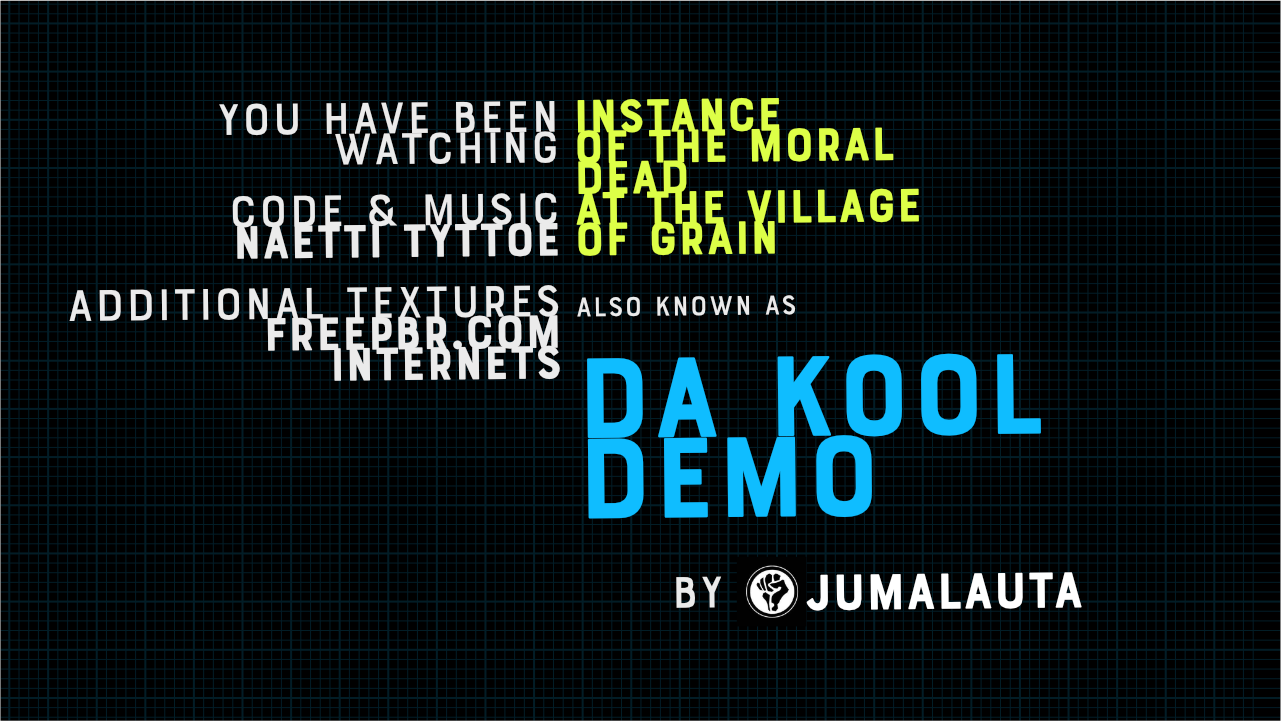 YOU HAVE BEEN
WATCHING
CODE & MUSIC
NAETTI TYTTOE
ADDITIONAL TEXTURES
FREEPBR.COM
INTERNETS
INSTANCE
OF THE MORAL
DEAD
AT THE VILLAGE
OF GRAIN
ALSO KNOWN AS
DA KOOL
DEMO
BY JUMALAUTA